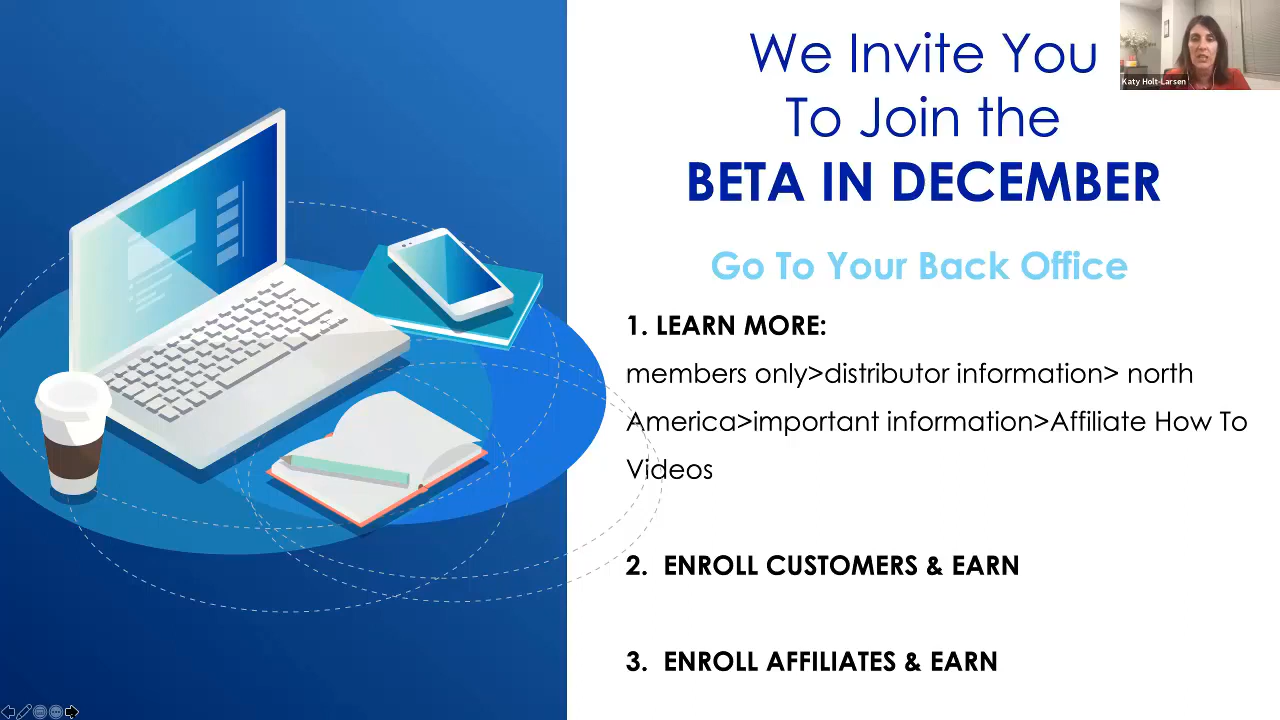 We Invite You
To Join the
BETA IN DECEMBER
Katy Holt-Larsen
Go To Your Back Office
1. LEARN MORE:
members only>distributor information> north
America>important information>Affiliate How To
Videos
2. ENROLL CUSTOMERS & EARN
3. ENROLL AFFILIATES & EARN